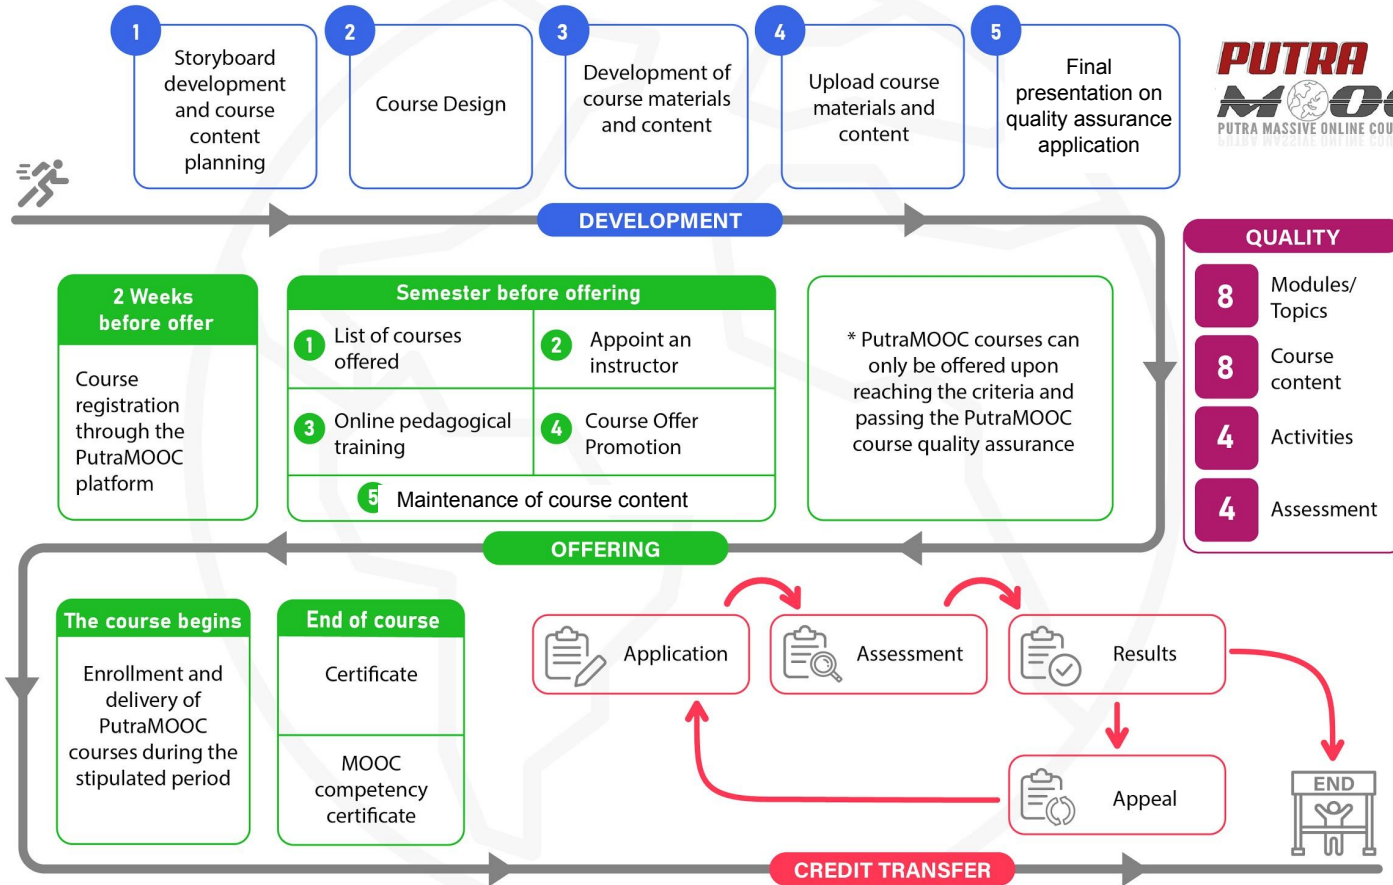 1
Storyboard
development
and course
content
planning
2
Course Design
3
Development of
course materials
and content
4
Upload course
materials and
content
5
Final
presentation on
quality assurance
application
PUTRA
MOOC
PUTRA MASSIVE ONLINE COU
DEVELOPMENT
QUALITY
8
Modules/
Topics
8
Course
content
4
Activities
4
Assessment
2 Weeks
before offer
Course
registration
through the
PutraMOOC
platform
Semester before offering
1
List of courses
offered
2
Appoint an
instructor
3
Online pedagogical
training
4
Course Offer
Promotion
5
Maintenance of course content
* PutraMOOC courses can
only be offered upon
reaching the criteria and
passing the PutraMOOC
course quality assurance
OFFERING
The course begins
Enrollment and
delivery of
PutraMOOC
courses during the
stipulated period
End of course
Certificate
MOOC
competency
certificate
Application
Assessment
Results
Appeal
END
CREDIT TRANSFER